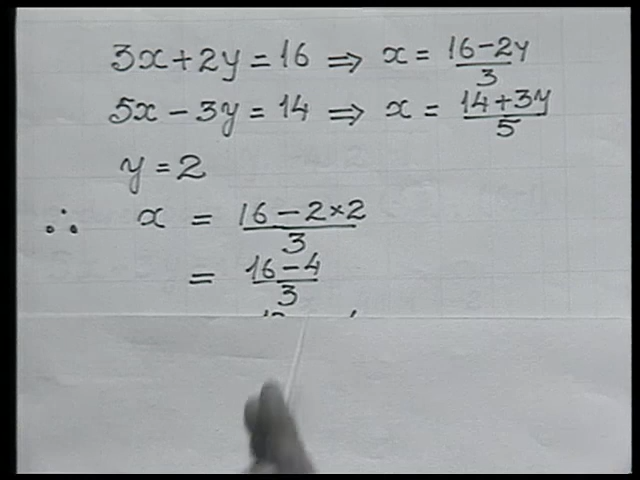 3x + 2y = 16 ⇒ x = (16 - 2y)/3
5x - 3y = 14 ⇒ x = (14 + 3y)/5
y = 2
∴ x = (16 - 2 × 2)/3
= (16 - 4)/3